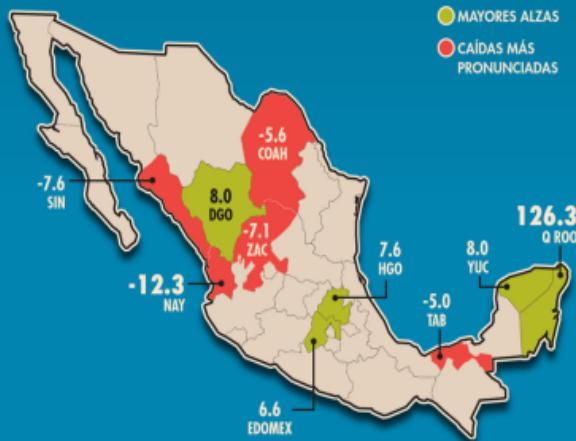 MAYORES ALZAS
CAÍDAS MÁS
PRONUNCIADAS
-5.6
COAH
-7.6
SIN
8.0
DGO
-7.1
ZAC
126.3
Q ROO
7.6
HGO
8.0
YUC
-12.3
NAY
-5.0
TAB
6.6
EDOMEX